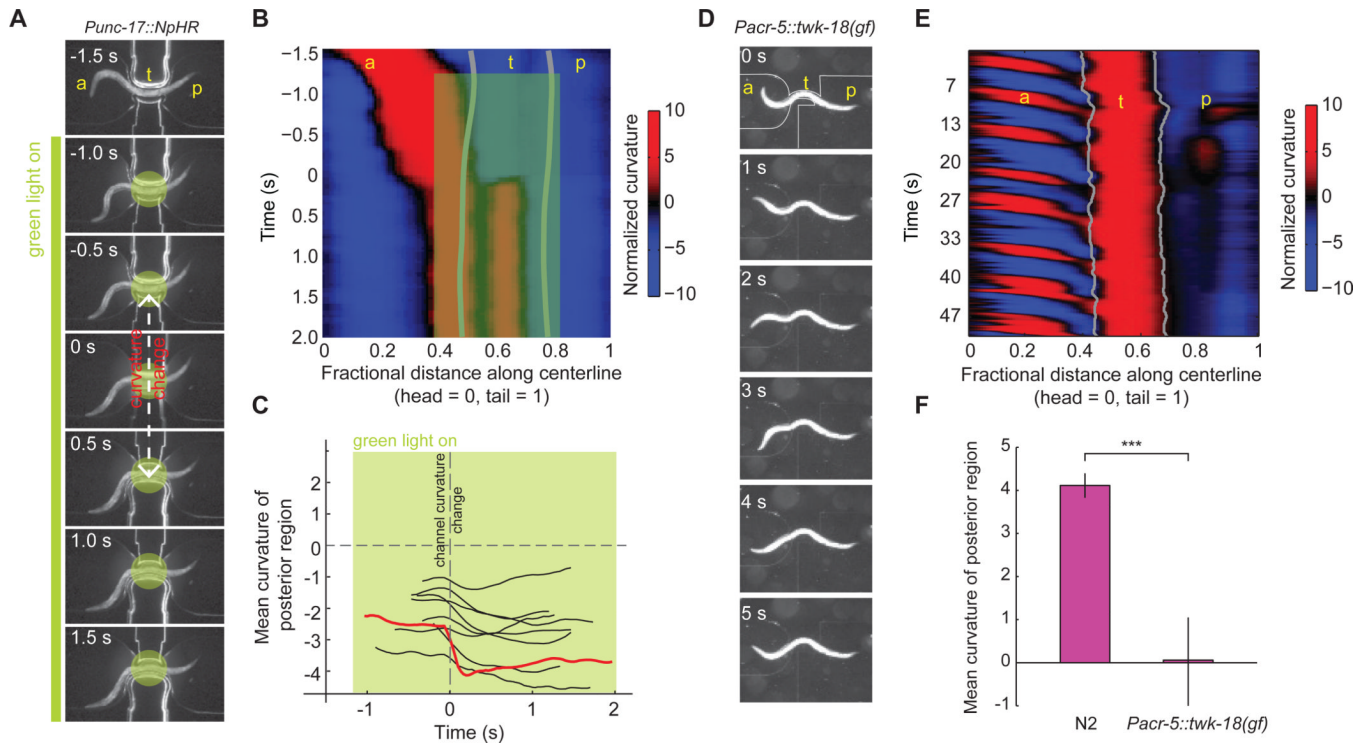 A
Punc-17::NpHR
green light on
-1.5 s
a
t
p
-1.0 s
-0.5 s
0 s
curvature
change
0.5 s
1.0 s
1.5 s
B
a
t
p
Time (s)
−1.5
−1.0
−0.5
0
0.5
1.0
1.5
2.0
0
0.2
0.4
0.6
0.8
1
Fractional distance along centerline
(head = 0, tail = 1)
Normalized curvature
10
5
0
−5
−10
C
green light on
channel curvature
change
Mean curvature of
posterior region
2
1
0
-1
-2
-3
-4
-1
0
1
2
Time (s)
D
Pacr-5::twk-18(gf)
0 s
a
t
p
1 s
2 s
3 s
4 s
5 s
E
a
t
p
Time (s)
7
13
20
27
33
40
47
0
0.2
0.4
0.6
0.8
1
Fractional distance along centerline
(head = 0, tail = 1)
Normalized curvature
10
5
0
−5
−10
F
Mean curvature of posterior region
5
4
3
2
1
0
-1
***
N2
Pacr-5::twk-18(gf)